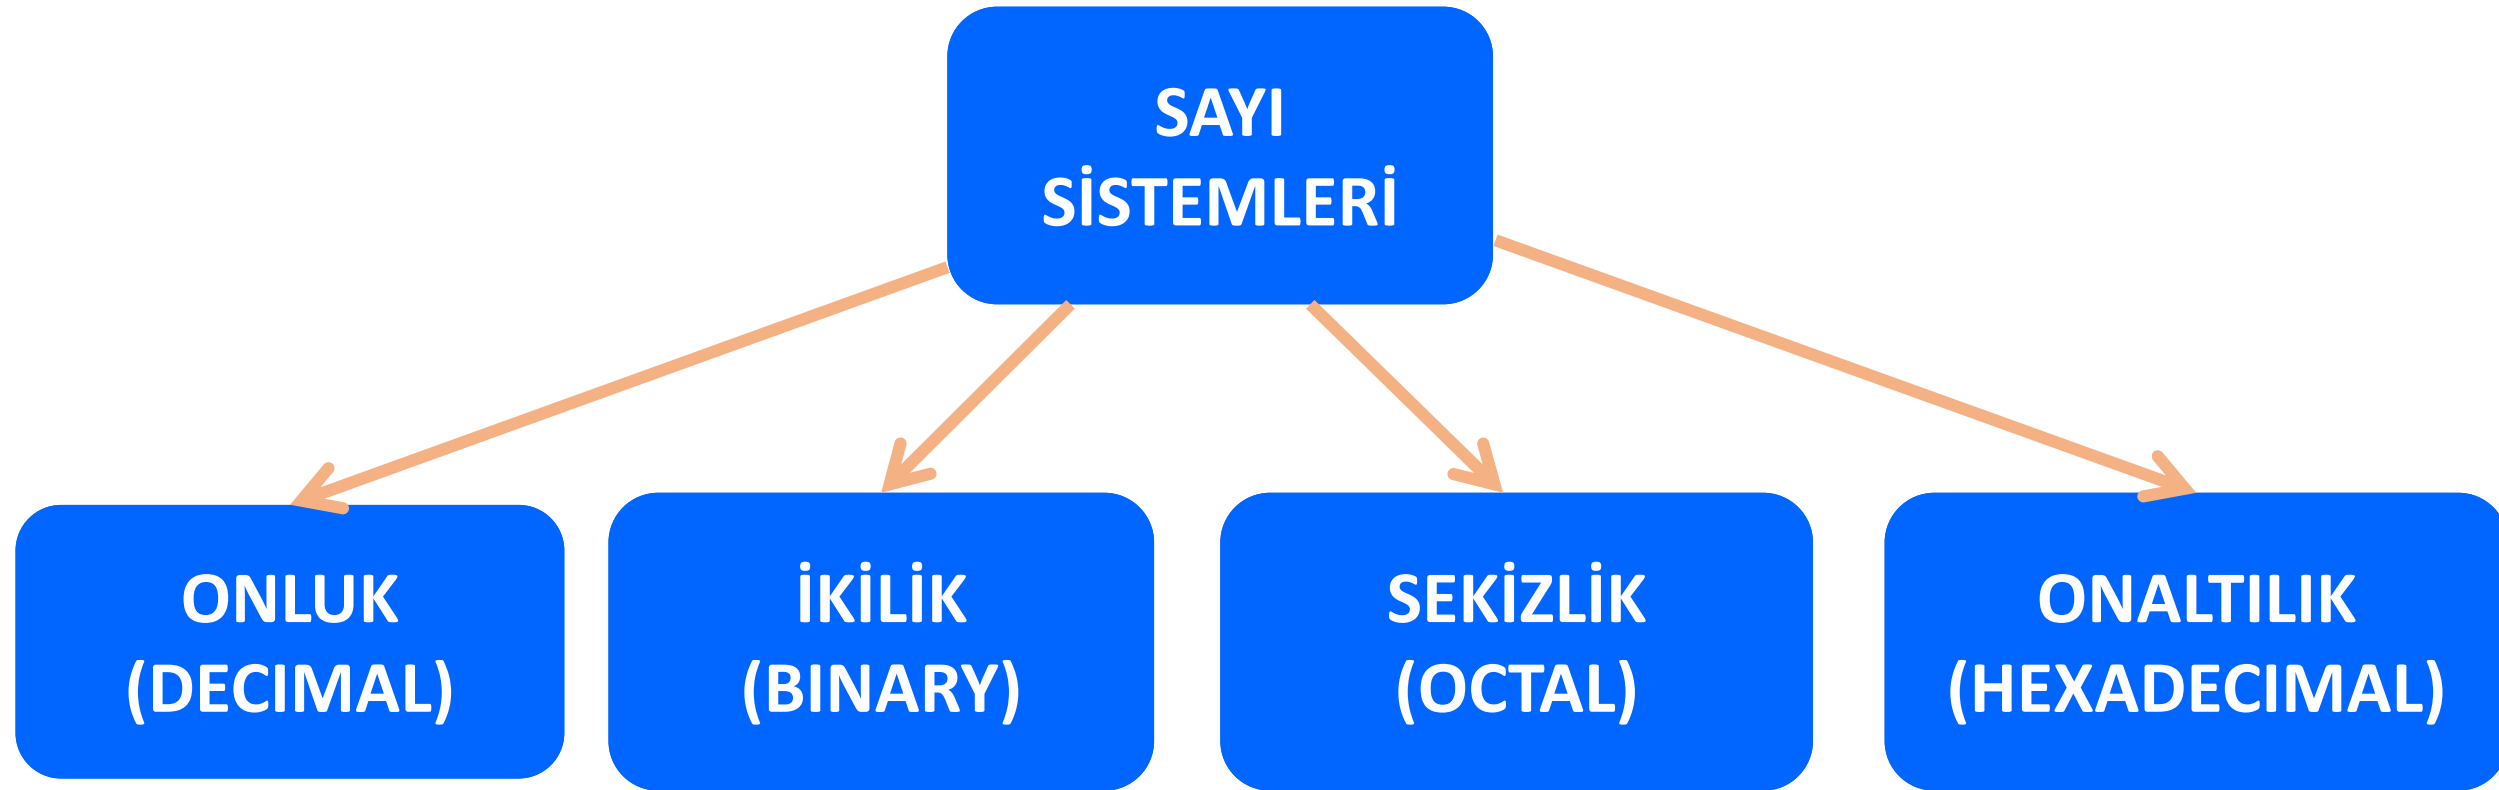 SAYI
SİSTEMLERİ
ONLUK
(DECIMAL)
İKİLİK
(BINARY)
SEKİZLİK
(OCTAL)
ONALTILIK
(HEXADECIMAL)